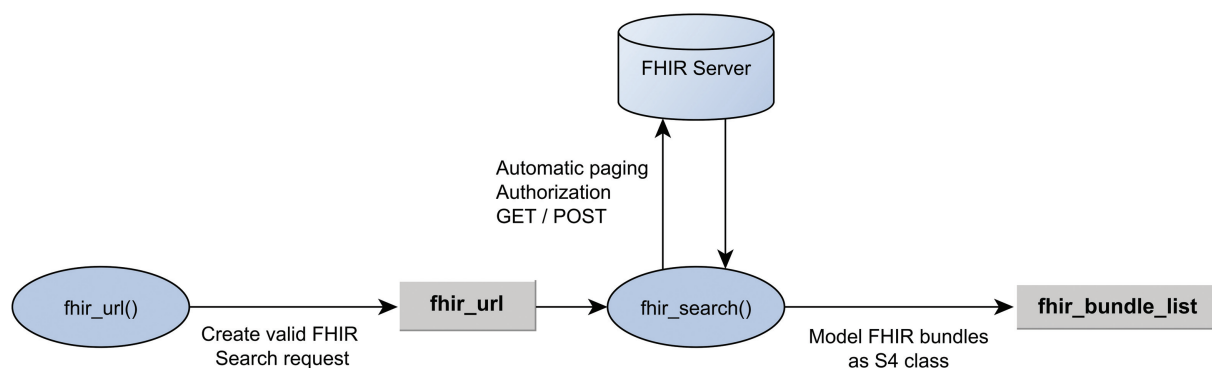 FHIR Server
Automatic paging
Authorization
GET / POST
fhir_url()
Create valid FHIR
Search request
fhir_url
fhir_search()
Model FHIR bundles
as S4 class
fhir_bundle_list